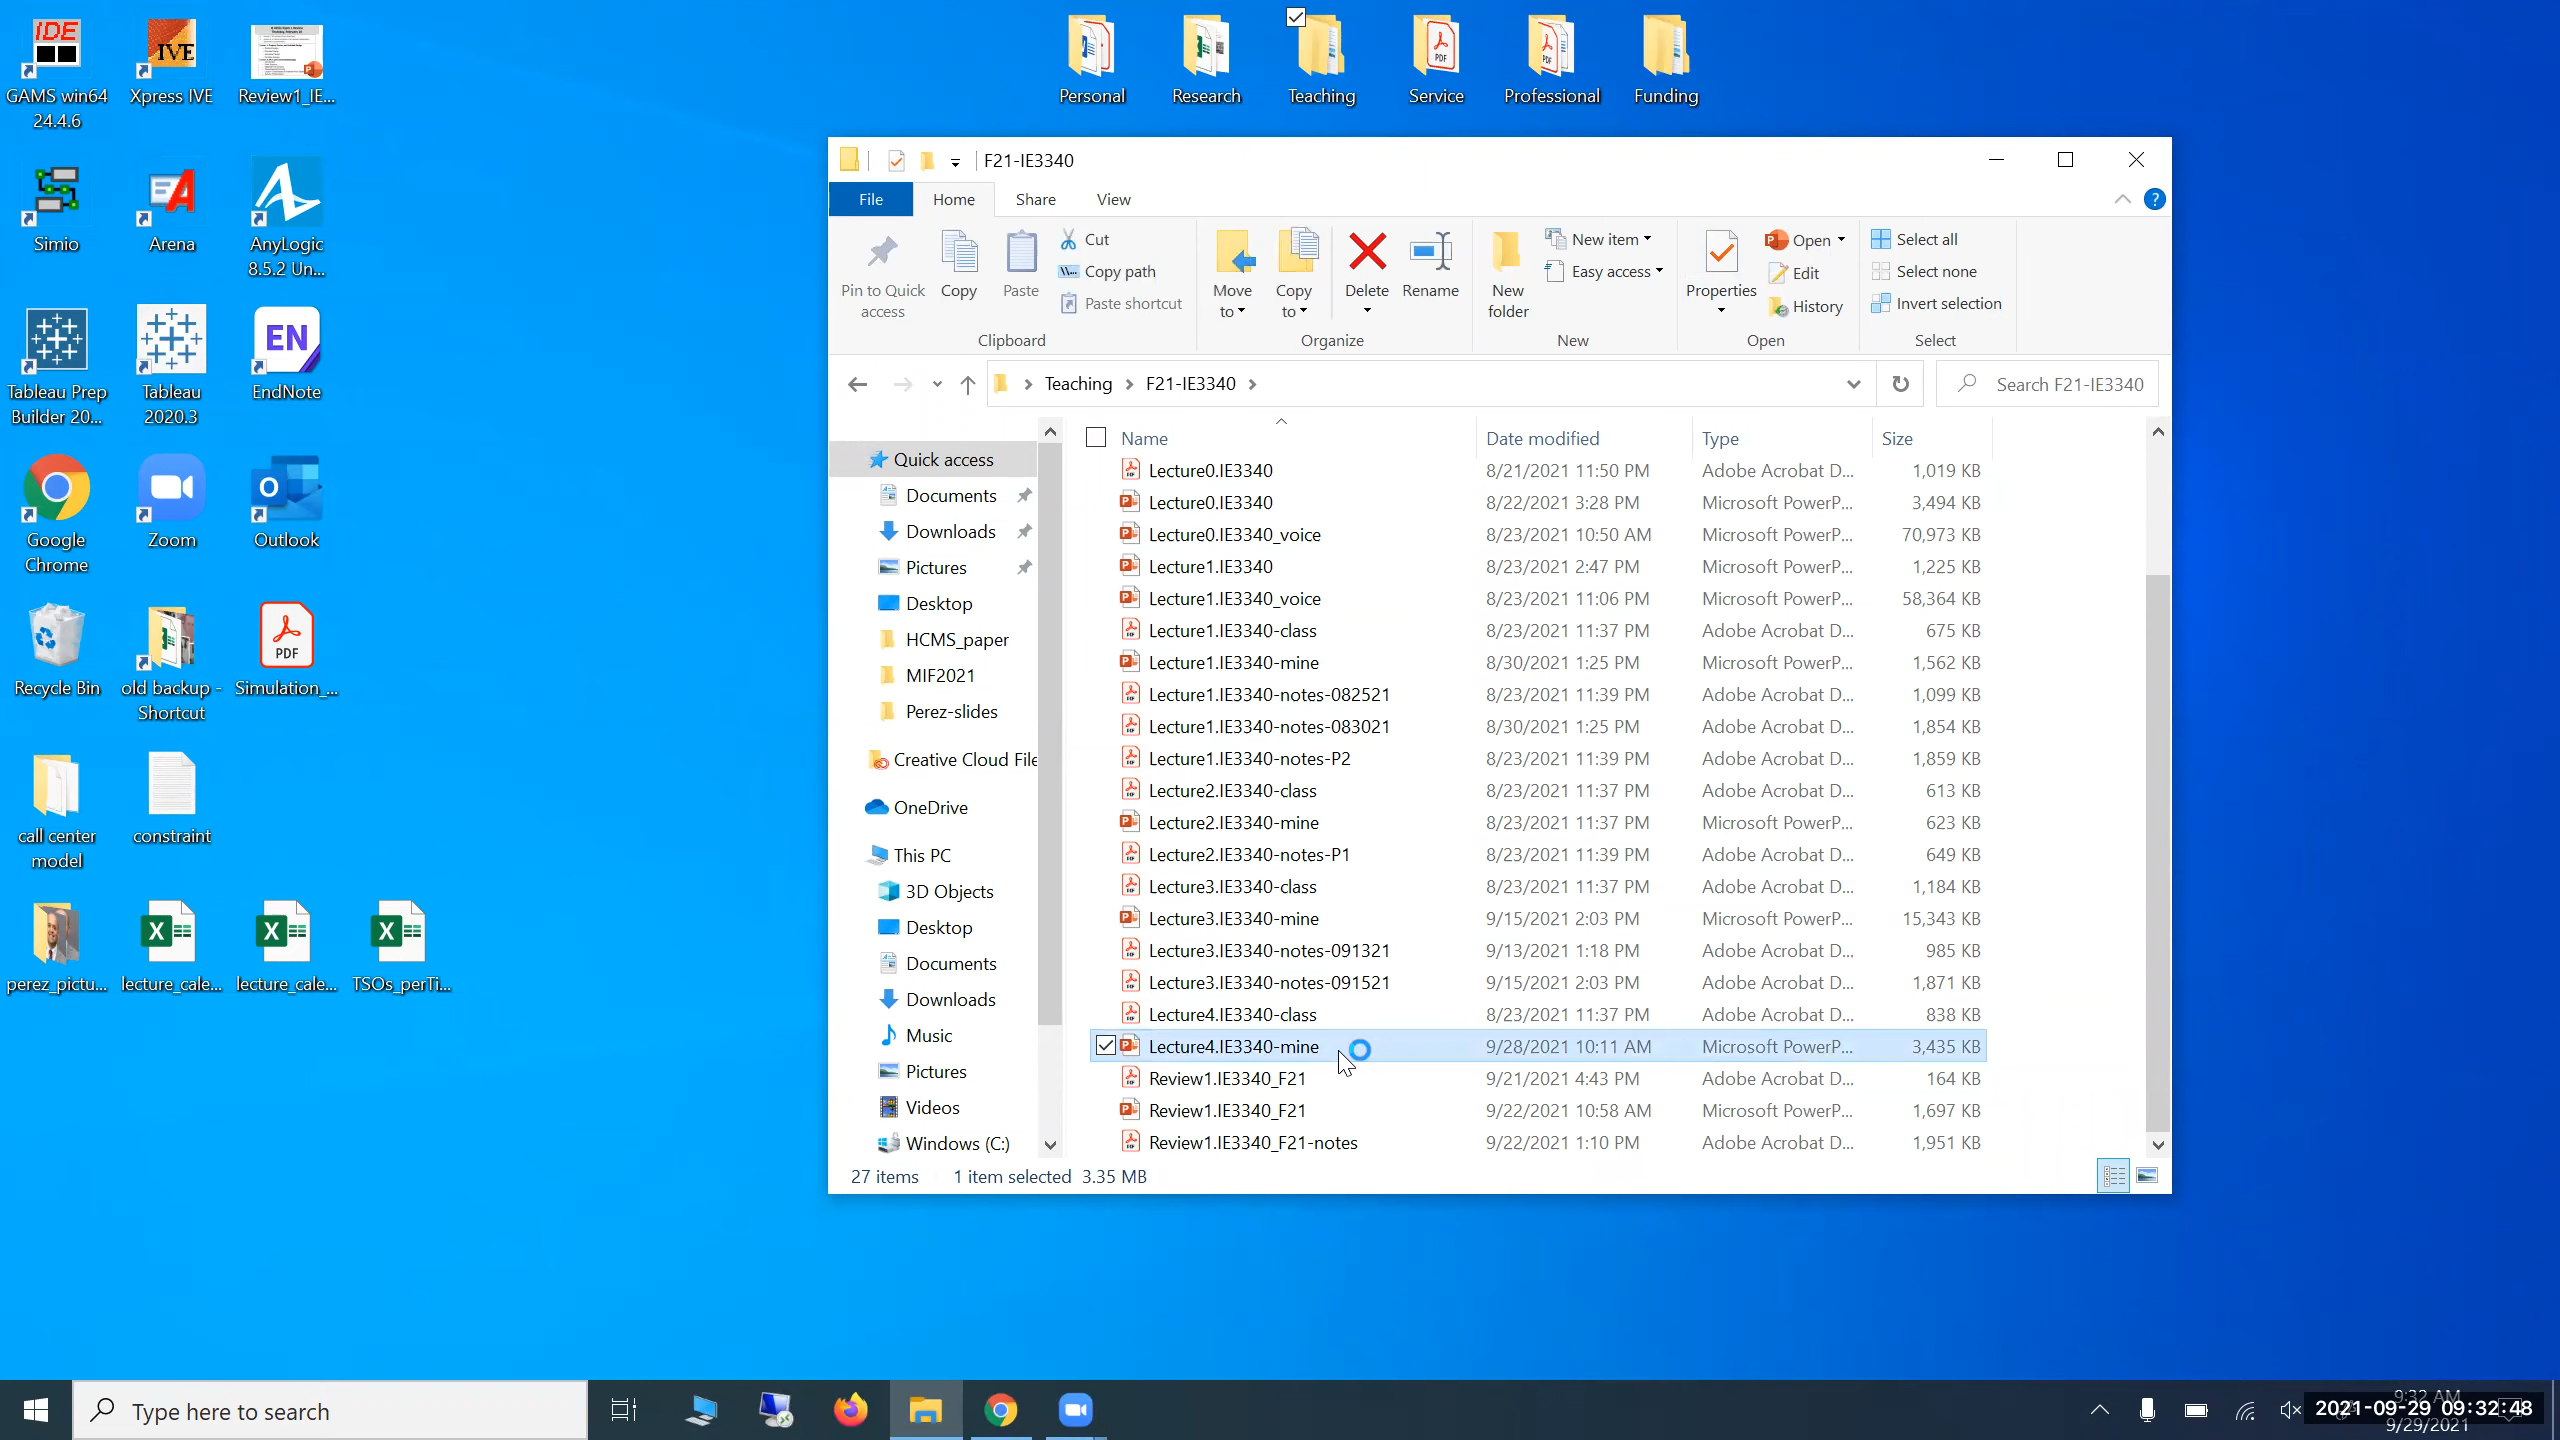 IDE
GAMS win64
24.4.6
IVE
Xpress IVE
Review1_IE...
Personal
Research
Teaching
PDF
Service
PDF
Professional
Funding
Simio
Arena
AnyLogic
8.5.2 Un...
Tableau Prep
Builder 20...
Tableau
2020.3
EN
EndNote
Google
Chrome
Zoom
Outlook
Recycle Bin
old backup -
Shortcut
PDF
Simulation_...
call center
model
constraint
perez_pictu...
lecture_cale...
lecture_cale...
TSOs_perTi...
F21-IE3340
File Home Share View
Pin to Quick
access
Copy
Paste
Cut
Copy path
Paste shortcut
Clipboard
Move
to
Copy
to
Delete
Rename
Organize
New
folder
New item
Easy access
New
Properties
Open
Edit
History
Open
Select all
Select none
Invert selection
Select
Teaching > F21-IE3340 >
Search F21-IE3340
Quick access
Documents
Downloads
Pictures
Desktop
HCMS_paper
MIF2021
Perez-slides
Creative Cloud File
OneDrive
This PC
3D Objects
Desktop
Documents
Downloads
Music
Pictures
Videos
Windows (C:)
Name Date modified Type Size
Lecture0.IE3340 8/21/2021 11:50 PM Adobe Acrobat D... 1,019 KB
Lecture0.IE3340 8/22/2021 3:28 PM Microsoft PowerP... 3,494 KB
Lecture0.IE3340_voice 8/23/2021 10:50 AM Microsoft PowerP... 70,973 KB
Lecture1.IE3340 8/23/2021 2:47 PM Microsoft PowerP... 1,225 KB
Lecture1.IE3340_voice 8/23/2021 11:06 PM Microsoft PowerP... 58,364 KB
Lecture1.IE3340-class 8/23/2021 11:37 PM Adobe Acrobat D... 675 KB
Lecture1.IE3340-mine 8/30/2021 1:25 PM Microsoft PowerP... 1,562 KB
Lecture1.IE3340-notes-082521 8/23/2021 11:39 PM Adobe Acrobat D... 1,099 KB
Lecture1.IE3340-notes-083021 8/30/2021 1:25 PM Adobe Acrobat D... 1,854 KB
Lecture1.IE3340-notes-P2 8/23/2021 11:39 PM Adobe Acrobat D... 1,859 KB
Lecture2.IE3340-class 8/23/2021 11:37 PM Adobe Acrobat D... 613 KB
Lecture2.IE3340-mine 8/23/2021 11:37 PM Microsoft PowerP... 623 KB
Lecture2.IE3340-notes-P1 8/23/2021 11:39 PM Adobe Acrobat D... 649 KB
Lecture3.IE3340-class 8/23/2021 11:37 PM Adobe Acrobat D... 1,184 KB
Lecture3.IE3340-mine 9/15/2021 2:03 PM Microsoft PowerP... 15,343 KB
Lecture3.IE3340-notes-091321 9/13/2021 1:18 PM Adobe Acrobat D... 985 KB
Lecture3.IE3340-notes-091521 9/15/2021 2:03 PM Adobe Acrobat D... 1,871 KB
Lecture4.IE3340-class 8/23/2021 11:37 PM Adobe Acrobat D... 838 KB
Lecture4.IE3340-mine 9/28/2021 10:11 AM Microsoft PowerP... 3,435 KB
Review1.IE3340_F21 9/21/2021 4:43 PM Adobe Acrobat D... 164 KB
Review1.IE3340_F21 9/22/2021 10:58 AM Microsoft PowerP... 1,697 KB
Review1.IE3340_F21-notes 9/22/2021 1:10 PM Adobe Acrobat D... 1,951 KB
27 items 1 item selected 3.35 MB
Type here to search
9:32 AM
2021-09-29 09:32:48
9/29/2021